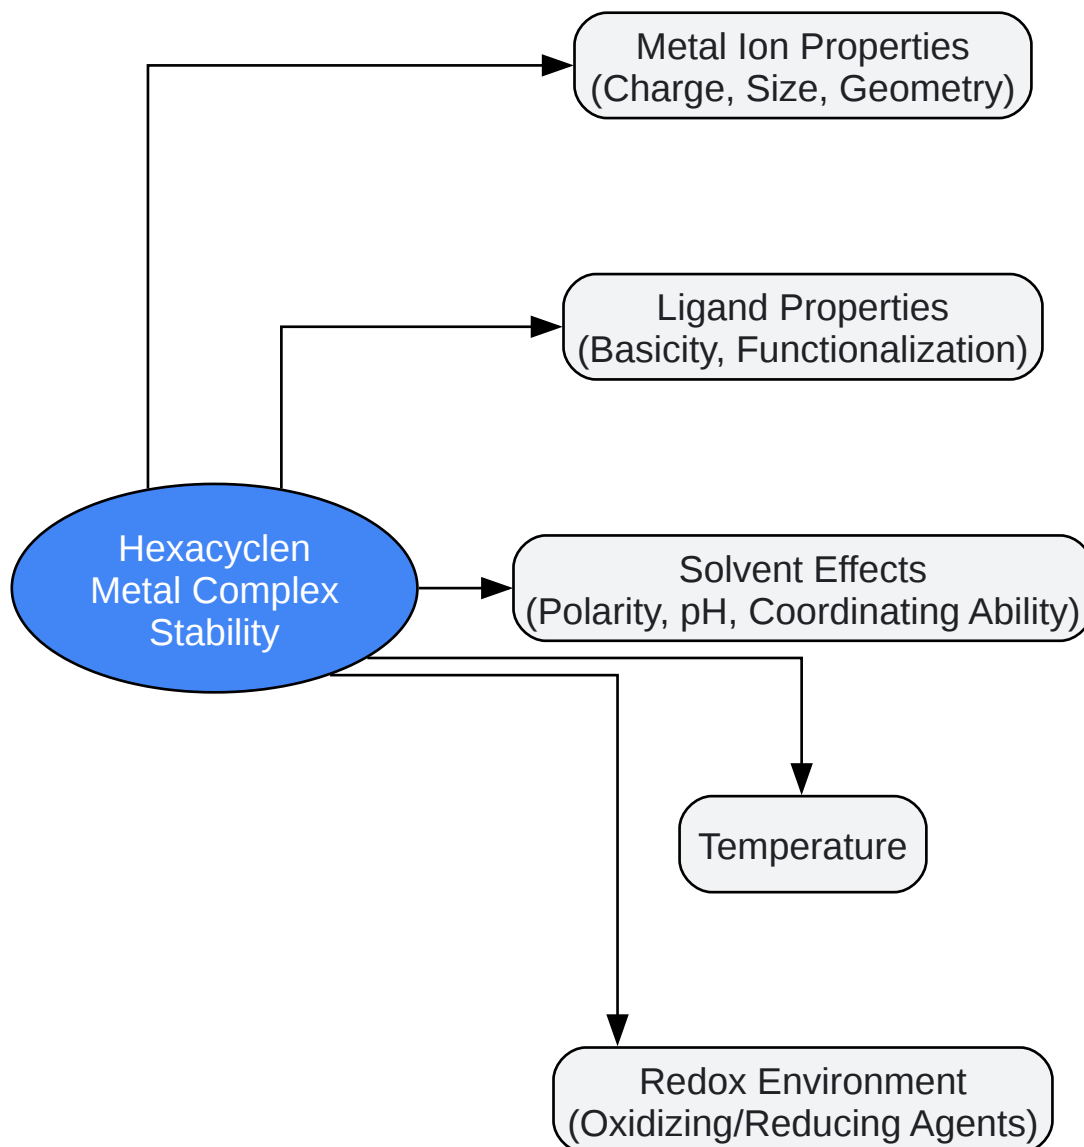 Metal Ion Properties
(Charge, Size, Geometry)
Ligand Properties
(Basicity, Functionalization)
Hexacyclen
Metal Complex
Stability
Solvent Effects
(Polarity, pH, Coordinating Ability)
Temperature
Redox Environment
(Oxidizing/Reducing Agents)